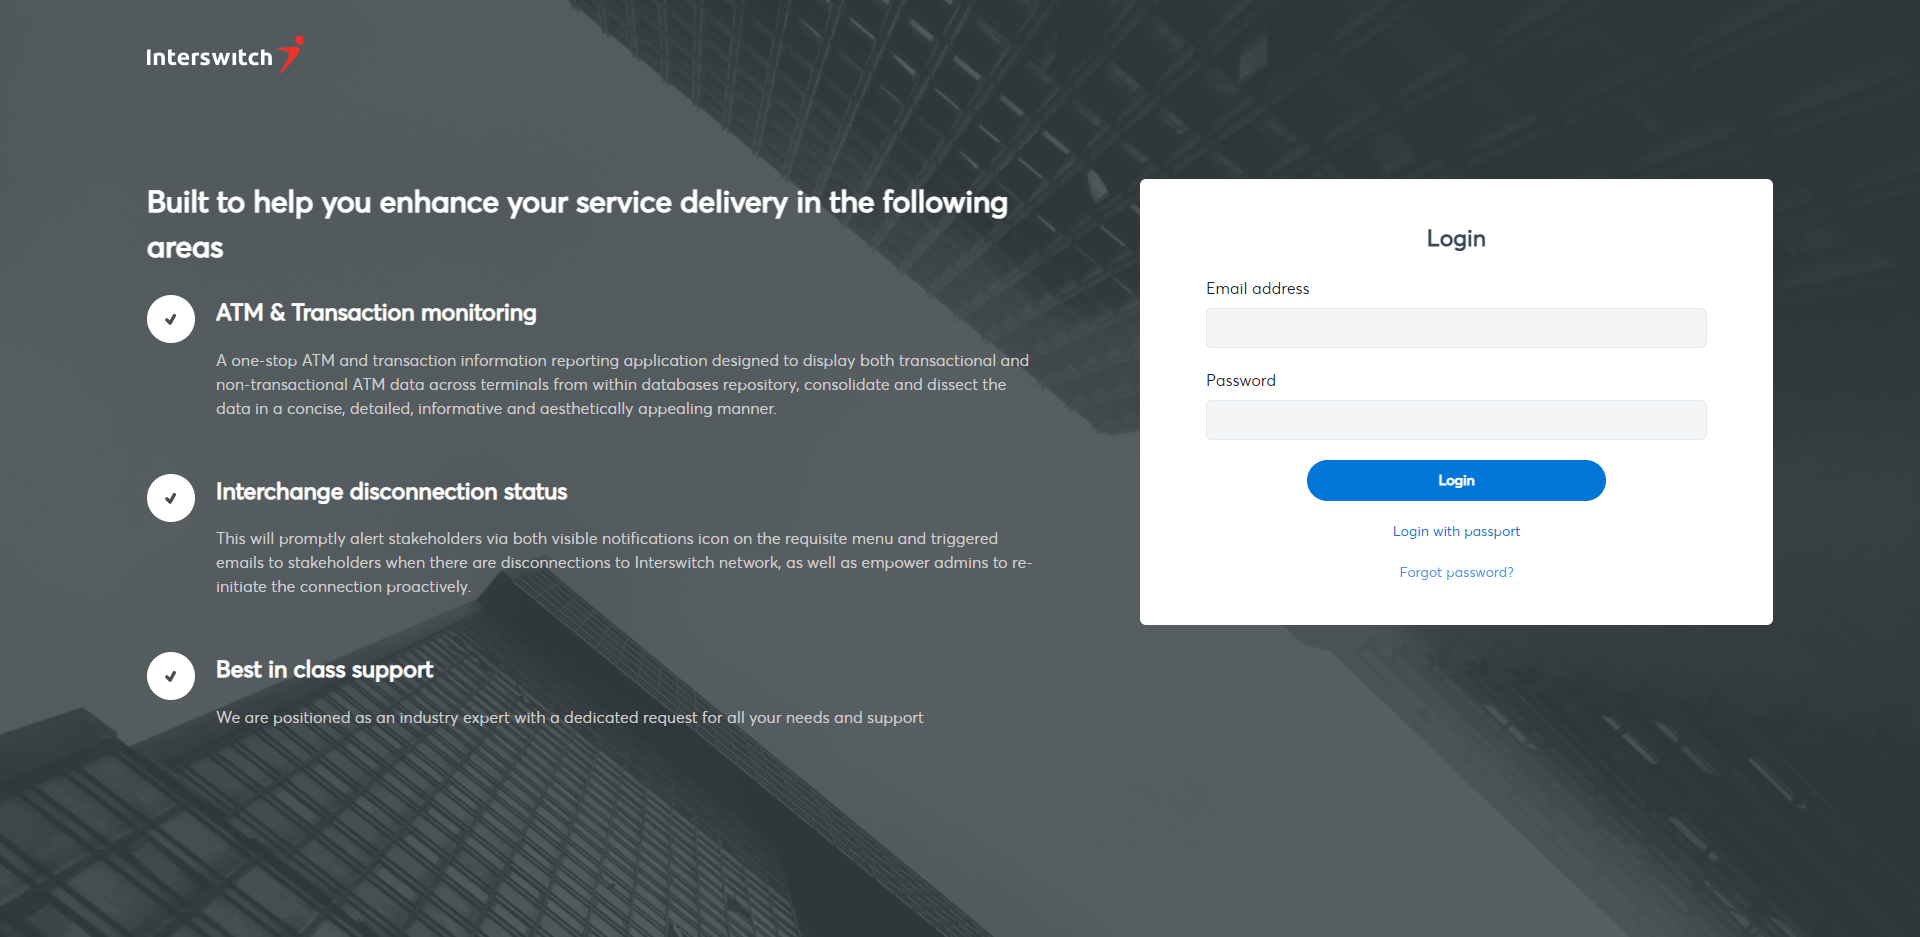 Interswitch
Built to help you enhance your service delivery in the following
areas
ATM & Transaction monitoring
A one-stop ATM and transaction information reporting application designed to display both transactional and
non-transactional ATM data across terminals from within databases repository, consolidate and dissect the
data in a concise, detailed, informative and aesthetically appealing manner.
Interchange disconnection status
This will promptly alert stakeholders via both visible notifications icon on the requisite menu and triggered
emails to stakeholders when there are disconnections to Interswitch network, as well as empower admins to re-
initiate the connection proactively.
Best in class support
We are positioned as an industry expert with a dedicated request for all your needs and support
Login
Email address
Password
Login
Login with passport
Forgot password?